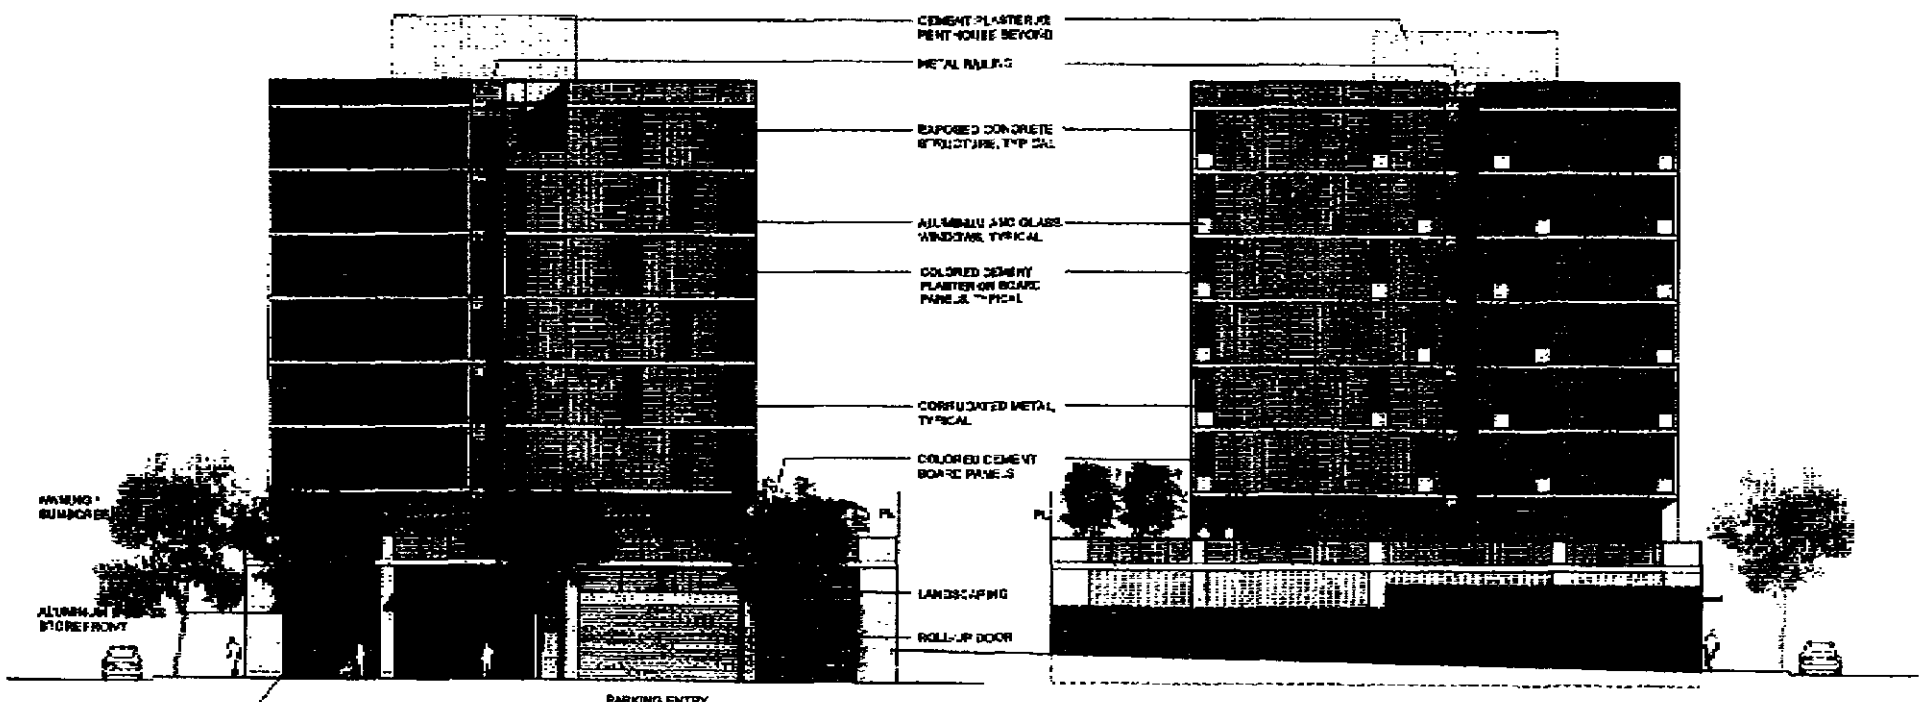 CEMENT PLASTER
PENTHOUSE BEYOND
METAL RAILING
EXPOSED CONCRETE
STRUCTURE, TYPICAL
ALUMINUM AND GLASS
WINDOWS, TYPICAL
COLORED CEMENT
PLASTER OR BOARD
PANELS, TYPICAL
CORRUGATED METAL,
TYPICAL
COLORED CEMENT
BOARD PANELS
PL
PL
ALUMINUM
STOREFRONT
LANDSCAPING
ROLL-UP DOOR
PARKING ENTRY